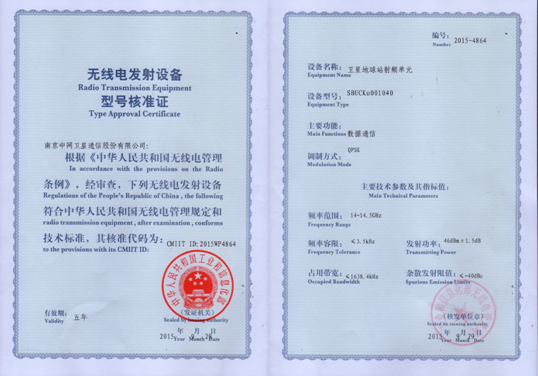 无线电发射设备
Radio Transmission Equipment
型号核准证
Type Approval Certificate
南京中网卫星通信股份有限公司:
根据《中华人民共和国无线电管理
In accordance with the provisions on the Radio
条例》，经审查，下列无线电发射设备
Regulations of the People's Republic of China, the following
符合中华人民共和国无线电管理规定和
radio transmission equipment, after examination, conforms
技术标准，其核准代码为: CMIIT ID:2015WP4864
to the provisions with its CMIIT ID:
中华人民共和国工业和信息化部
有效期: 五年
Validity
(发证机关)
Sealed by issuing authority
2015年9月29日
Year Month Date
编号: 2015-4864
Number
设备名称: 卫星地球站射频单元
Equipment Name
设备型号: SBUCKu001040
Equipment Type
主要功能: 数据通信
Main Functions
调制方式: QPSK
Modulation Mode
主要技术参数及其指标值:
Main Technical Parameters
频率范围: 14-14.5GHz
Frequency Range
频率容限: ≤3.5kHz 发射功率: 46dBm±1.5dB
Frequency Tolerance Transmitting Power
占用带宽: ≤1638.4kHz 杂散发射限值: ≤-40dBc
Occupied Bandwidth Spurious Emission Limits
(核发单位章)
Sealed by issuing authority
2015年9月29日
Year Month Date